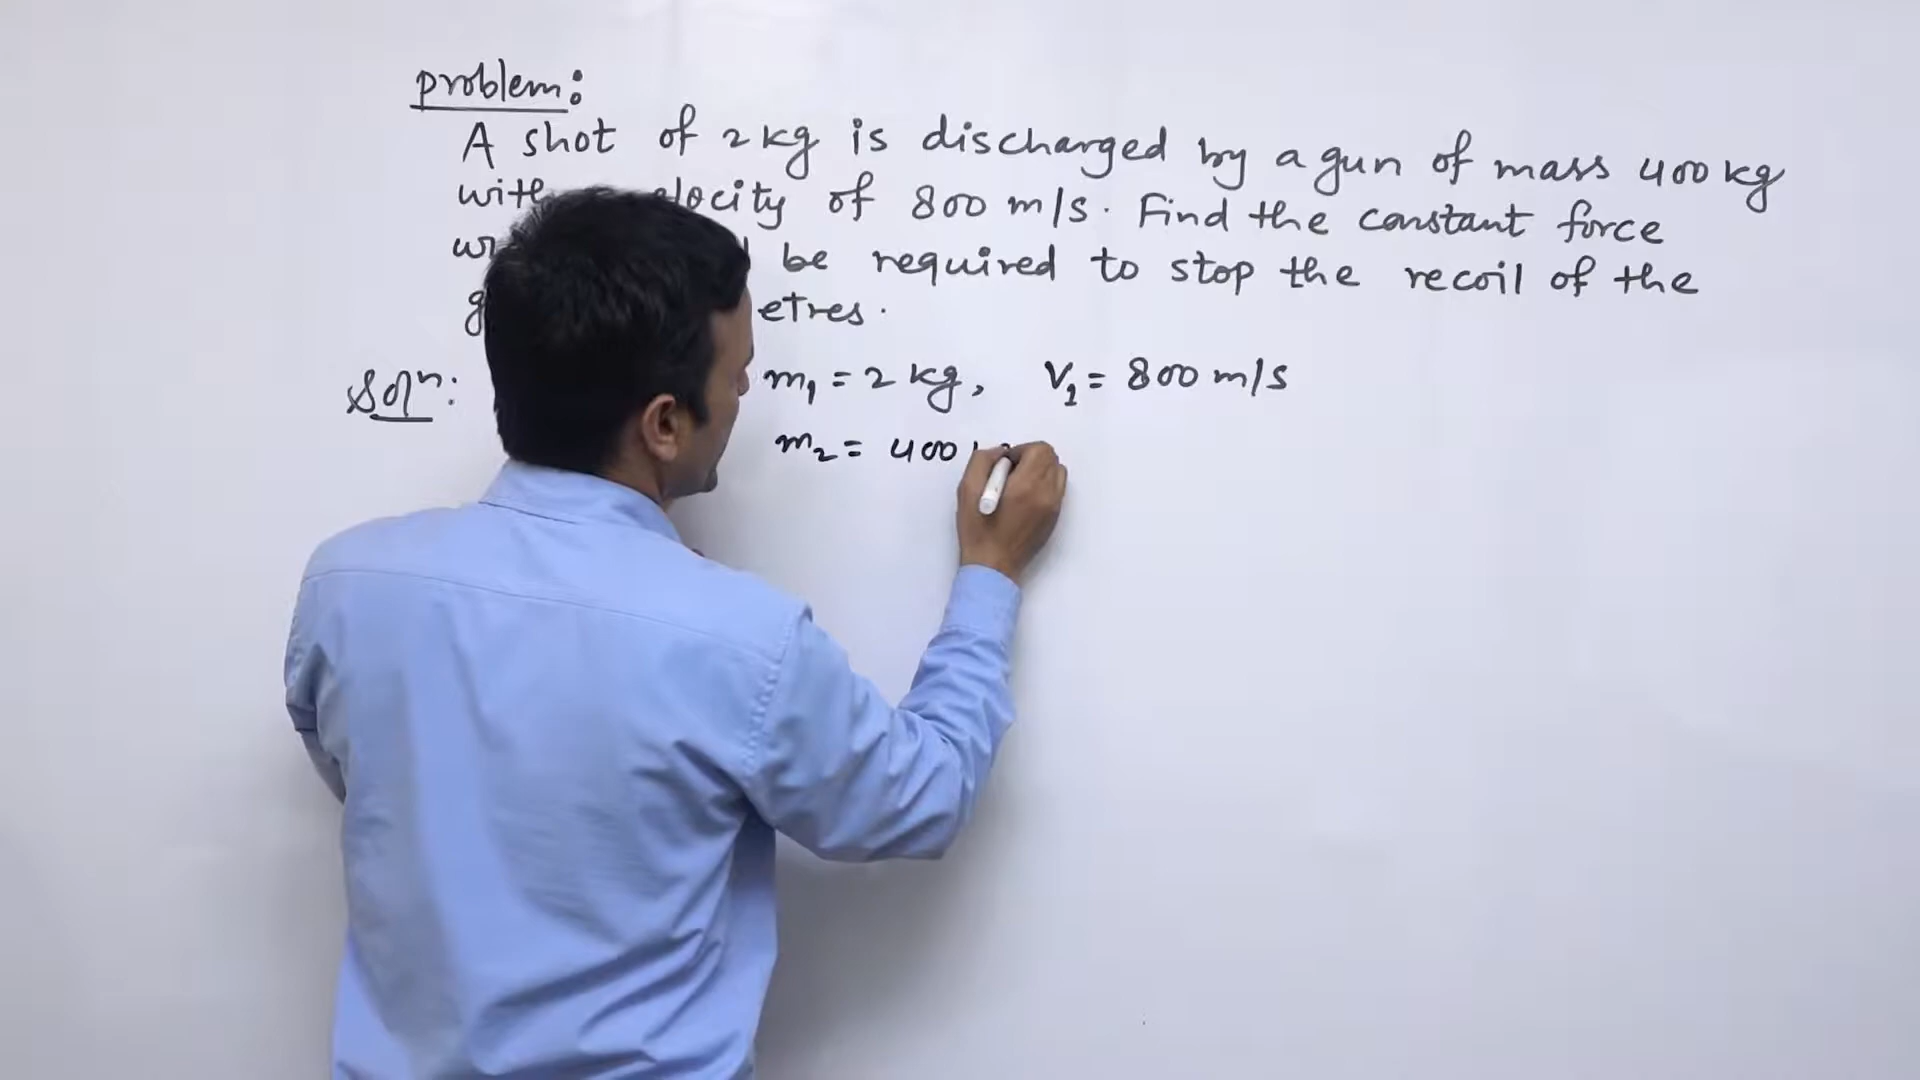 problem:
A shot of 2 kg is discharged by a gun of mass 400 kg
with velocity of 800 m/s. Find the constant force
be required to stop the recoil of the
etres.
Solⁿ: m₁ = 2 kg, V₁ = 800 m/s
m₂ = 400